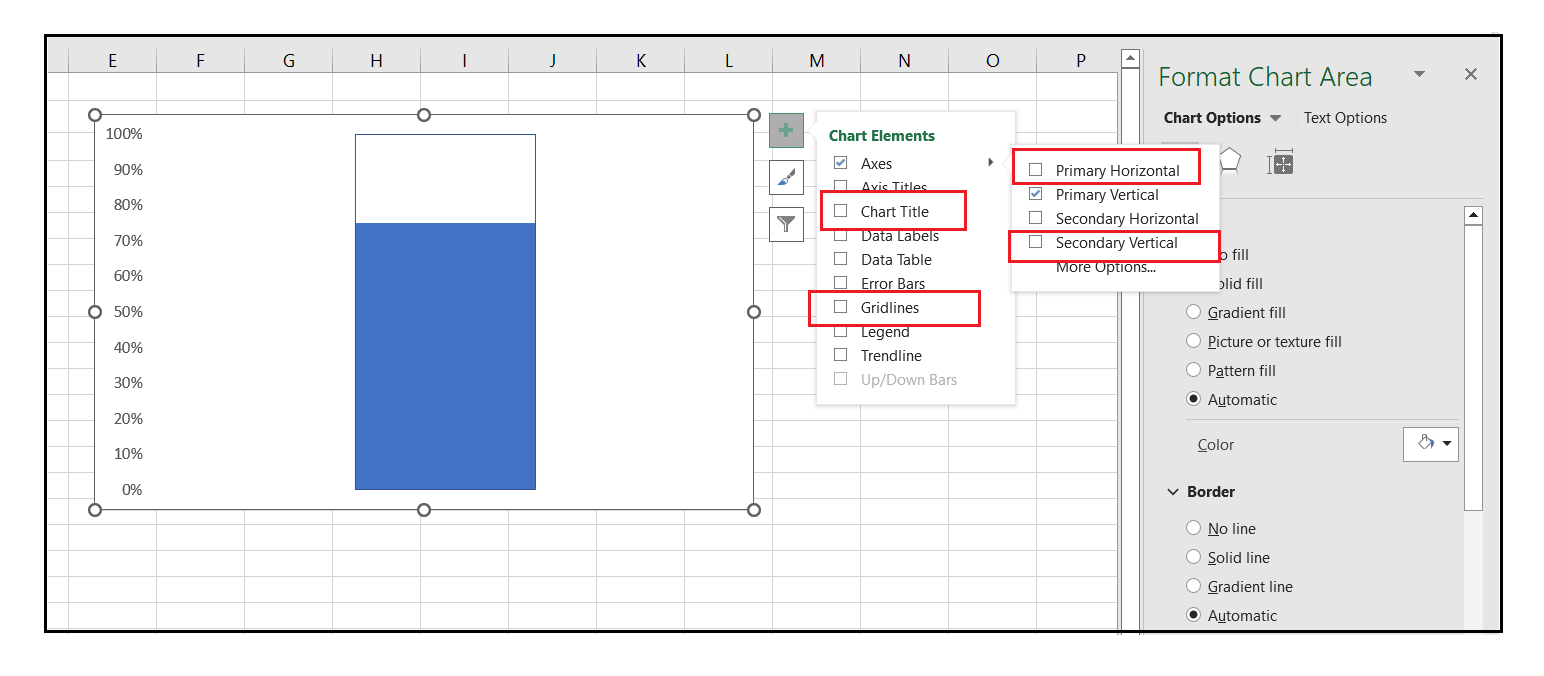 E F G H I J K L M N O P
100%
90%
80%
70%
60%
50%
40%
30%
20%
10%
0%
Chart Elements
Axes
Axis Titles
Chart Title
Data Labels
Data Table
Error Bars
Gridlines
Legend
Trendline
Up/Down Bars
Primary Horizontal
Primary Vertical
Secondary Horizontal
Secondary Vertical
More Options...
Format Chart Area
Chart Options Text Options
o fill
olid fill
Gradient fill
Picture or texture fill
Pattern fill
Automatic
Color
Border
No line
Solid line
Gradient line
Automatic